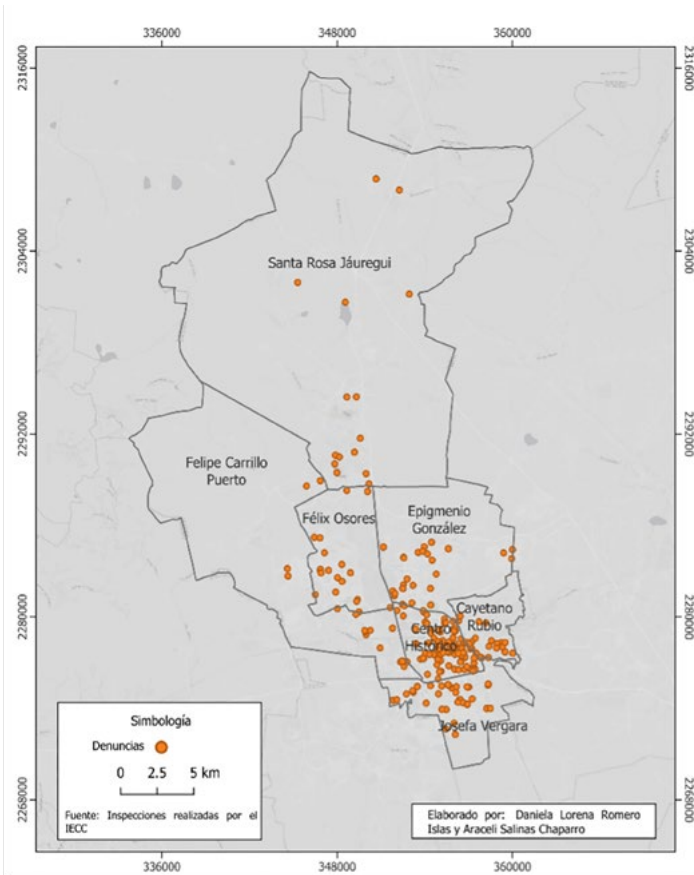 336000 348000 360000
2316000 2316000
2304000 2304000
Santa Rosa Jáuregui
2292000 2292000
Felipe Carrillo
Puerto
Félix Osores
Epigmenio
González
2280000 2280000
Cayetano
Rubio
Centro
Histórico
Josefa Vergara
2268000 2268000
Simbología
Denuncias
0 2.5 5 km
Fuente: Inspecciones realizadas por el
IECC
Elaborado por: Daniela Lorena Romero
Islas y Araceli Salinas Chaparro
336000 348000 360000